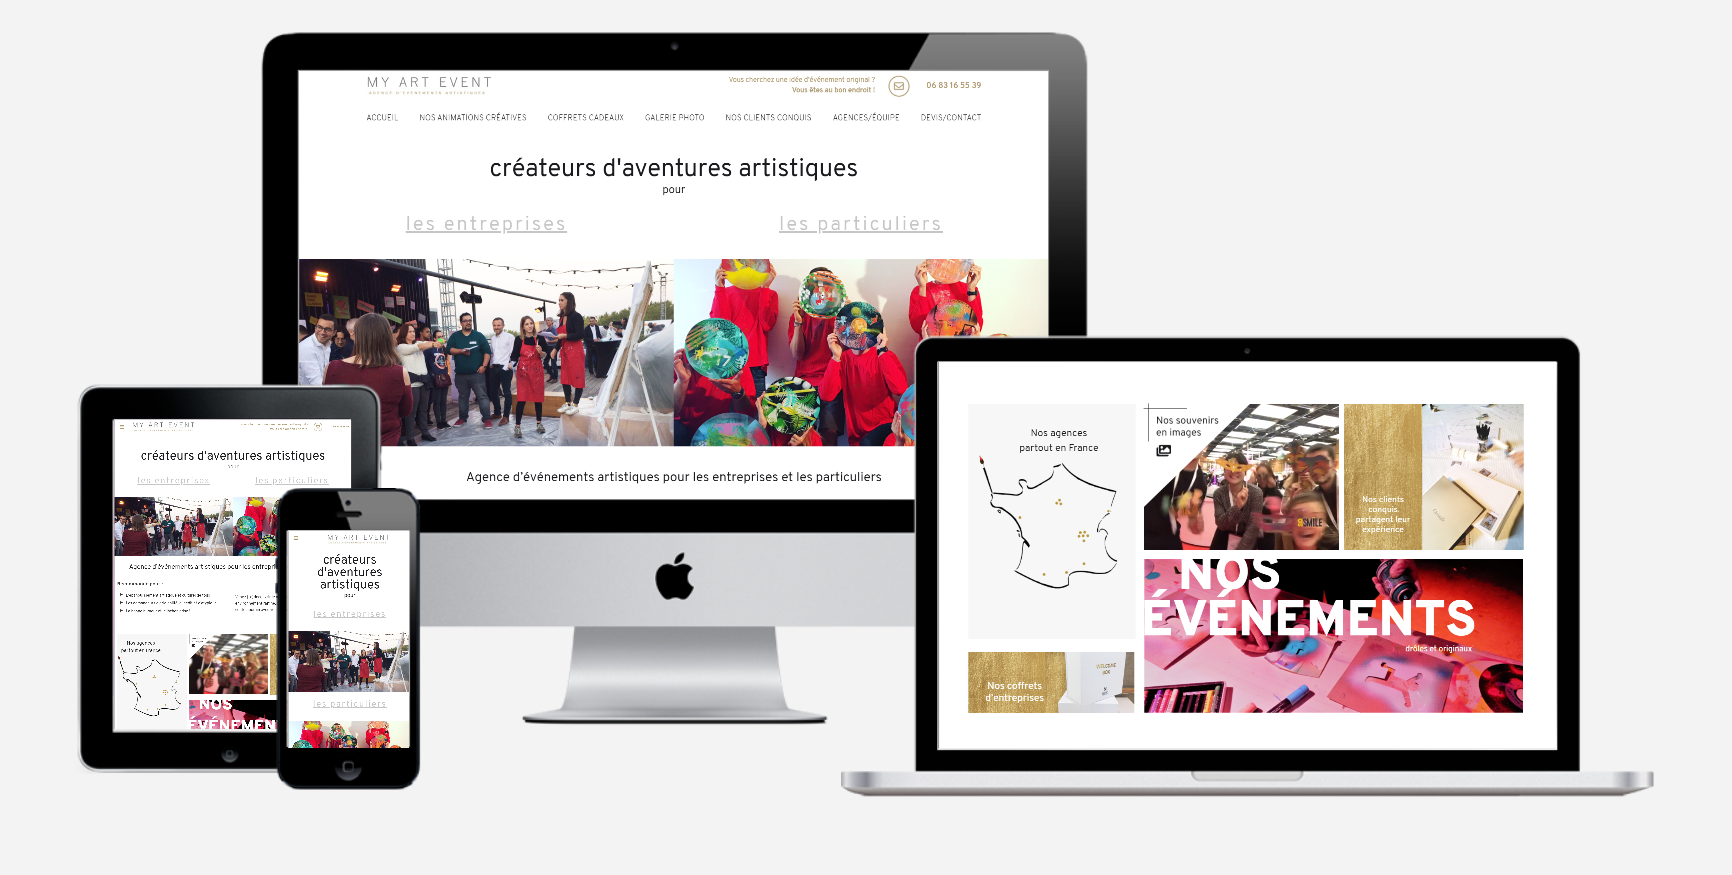 MY ART EVENT
AGENCE D'ÉVÉNEMENTS ARTISTIQUES
Vous cherchez une idée d'événement original ?
Vous êtes au bon endroit !
06 83 16 55 39
ACCUEIL NOS ANIMATIONS CRÉATIVES COFFRETS CADEAUX GALERIE PHOTO NOS CLIENTS CONQUIS AGENCES/ÉQUIPE DEVIS/CONTACT
créateurs d'aventures artistiques
pour
les entreprises les particuliers
Agence d'événements artistiques pour les entreprises et les particuliers
Nos agences
partout en France
Nos souvenirs
en images
SMILE
Nos clients
conquis
partagent leur
expérience
NOS
ÉVÉNEMENTS
drôles et originaux
Nos coffrets
d'entreprises
WELCOME
BOX
MY ART EVENT
créateurs d'aventures artistiques
pour
les entreprises les particuliers
Agence d'événements artistiques pour les entrepri
Nos agences
partout en France
NOS
ÉVÉNEMEN
MY ART EVENT
créateurs
d'aventures
artistiques
pour
les entreprises
les particuliers